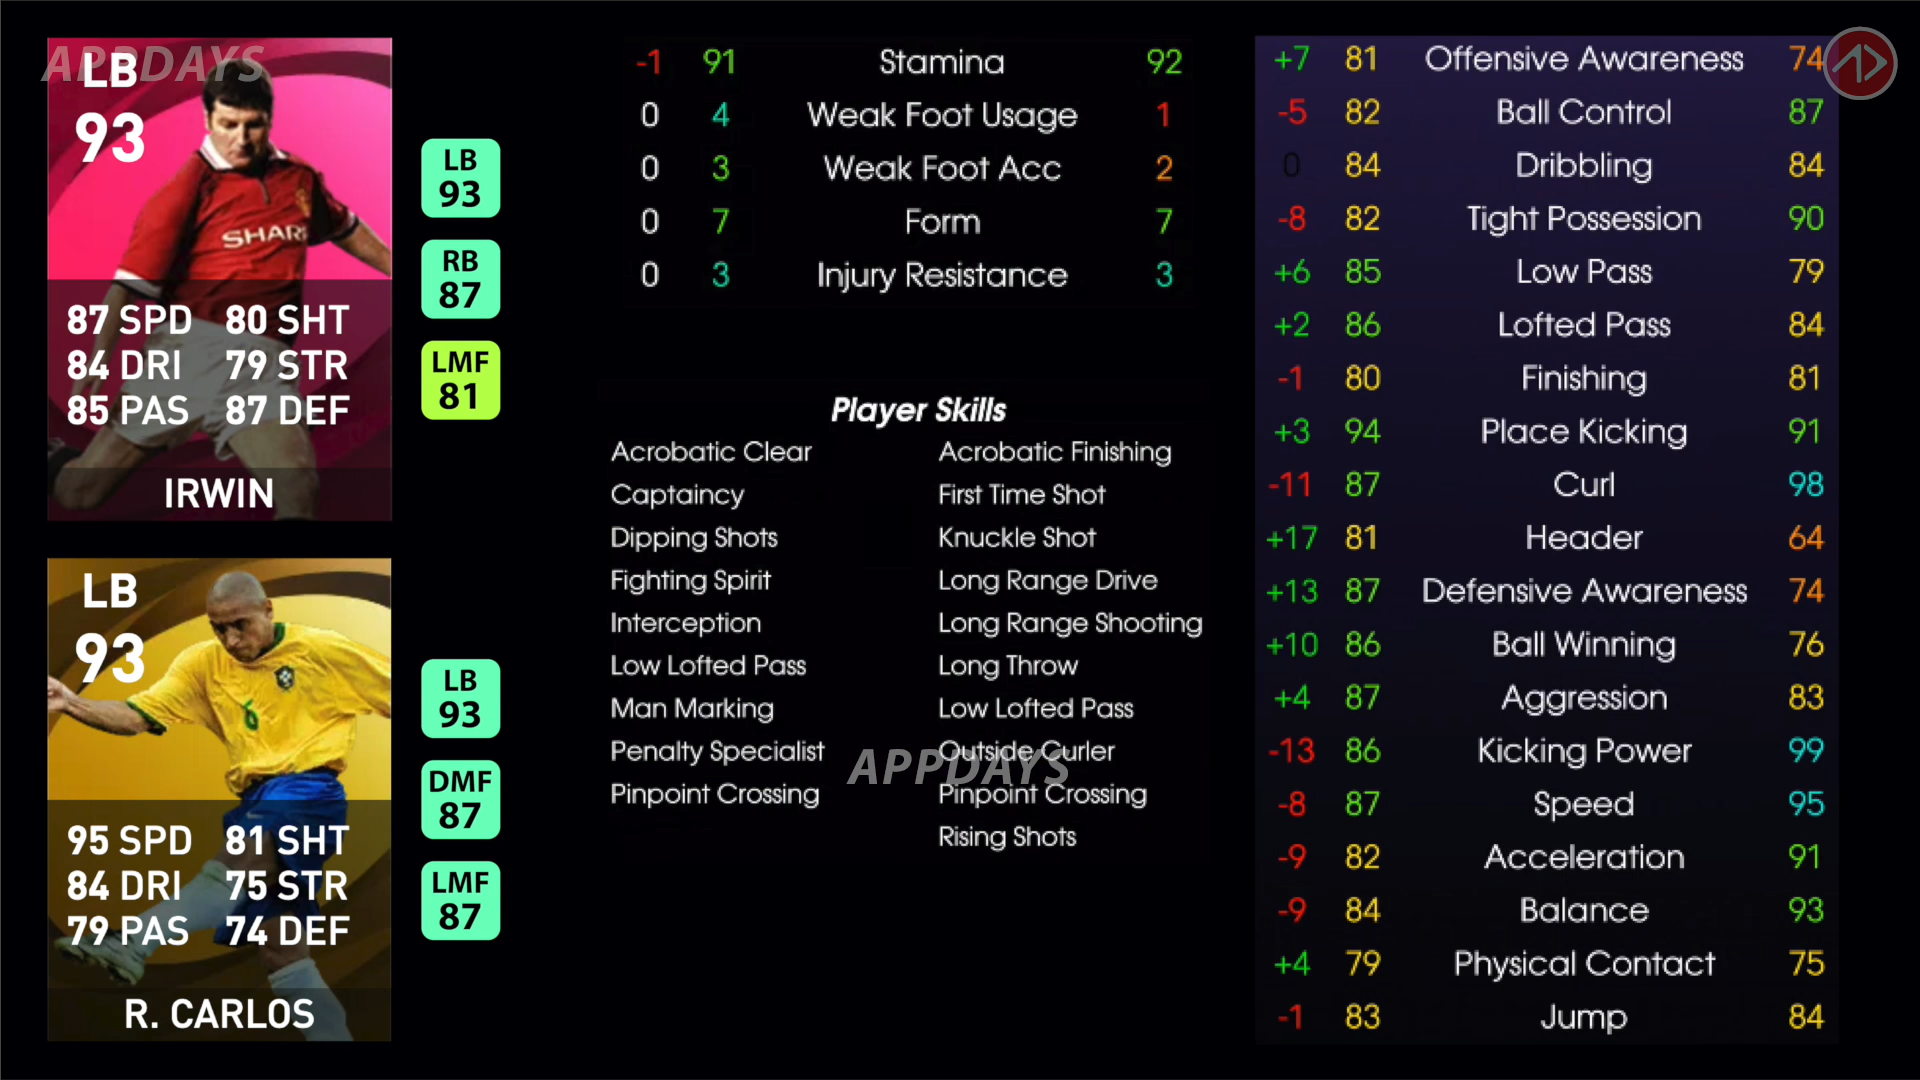 APPDAYS
LB
93
87 SPD 80 SHT
84 DRI 79 STR
85 PAS 87 DEF
SHARP
IRWIN
LB
93
RB
87
LMF
81
LB
93
6
95 SPD 81 SHT
84 DRI 75 STR
79 PAS 74 DEF
R. CARLOS
LB
93
DMF
87
LMF
87
-1 91 Stamina 92
0 4 Weak Foot Usage 1
0 3 Weak Foot Acc 2
0 7 Form 7
0 3 Injury Resistance 3
Player Skills
Acrobatic Clear Acrobatic Finishing
Captaincy First Time Shot
Dipping Shots Knuckle Shot
Fighting Spirit Long Range Drive
Interception Long Range Shooting
Low Lofted Pass Long Throw
Man Marking Low Lofted Pass
Penalty Specialist Outside Curler
APPDAYS
Pinpoint Crossing Pinpoint Crossing
Rising Shots
+7 81 Offensive Awareness 74
-5 82 Ball Control 87
0 84 Dribbling 84
-8 82 Tight Possession 90
+6 85 Low Pass 79
+2 86 Lofted Pass 84
-1 80 Finishing 81
+3 94 Place Kicking 91
-11 87 Curl 98
+17 81 Header 64
+13 87 Defensive Awareness 74
+10 86 Ball Winning 76
+4 87 Aggression 83
-13 86 Kicking Power 99
-8 87 Speed 95
-9 82 Acceleration 91
-9 84 Balance 93
+4 79 Physical Contact 75
-1 83 Jump 84